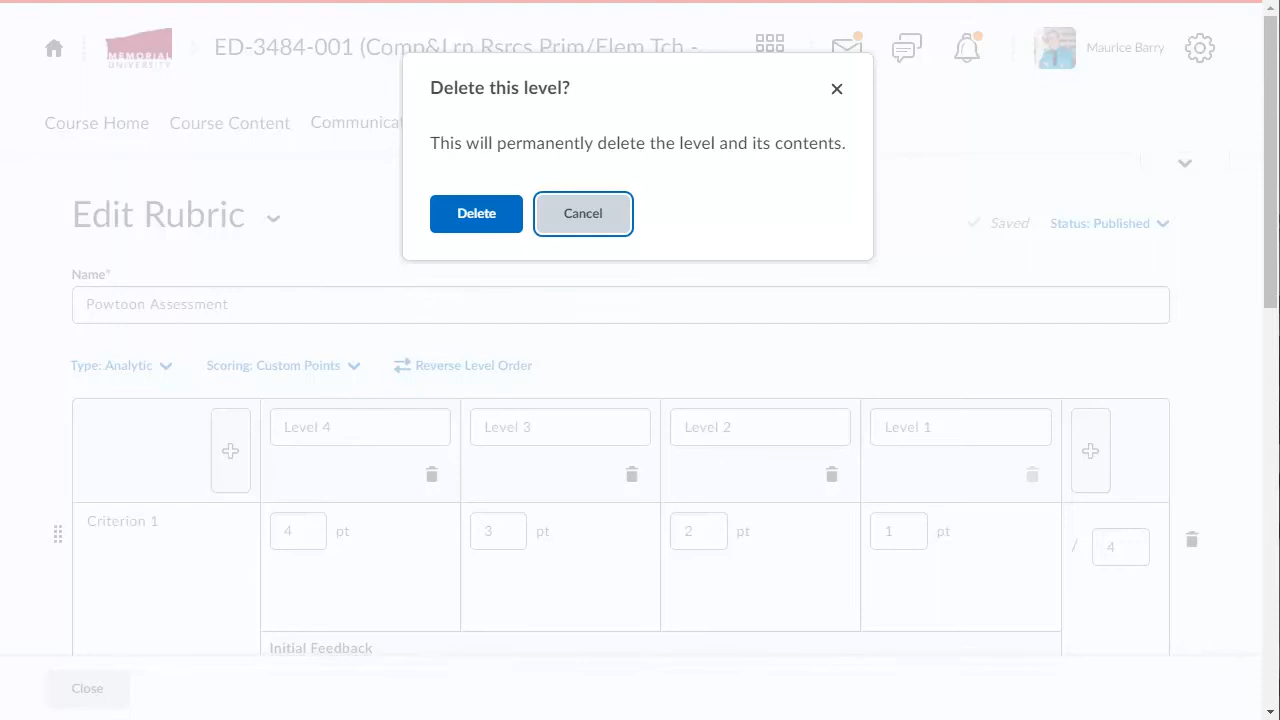 MEMORIAL
UNIVERSITY
ED-3484-001 (Comp&Lrn Rsrcs Prim/Elem Tch -
Maurice Barry
Course Home
Course Content
Delete this level?
This will permanently delete the level and its contents.
Delete
Cancel
Edit Rubric
Saved
Status: Published
Name*
Powtoon Assessment
Type: Analytic
Scoring: Custom Points
Reverse Level Order
Level 4
Level 3
Level 2
Level 1
Criterion 1
4 pt
3 pt
2 pt
1 pt
/ 4
Initial Feedback
Close